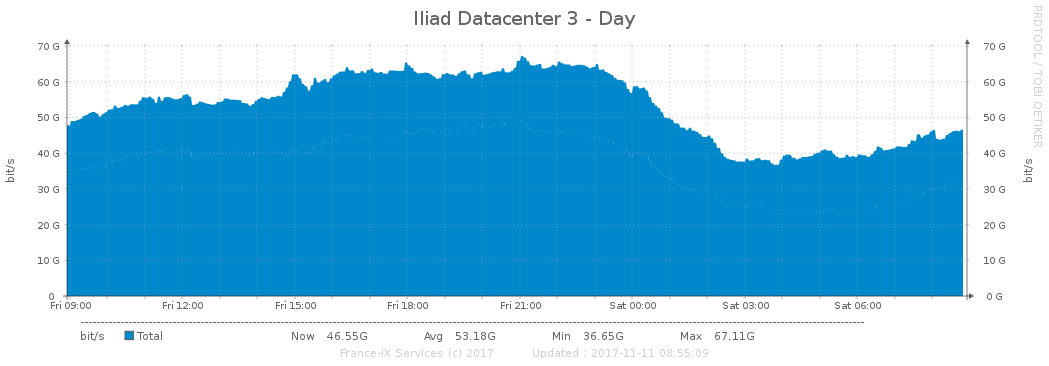 Iliad Datacenter 3 - Day
RRDTOOL / TOBI OETIKER
70 G 70 G
60 G 60 G
50 G 50 G
40 G 40 G
30 G 30 G
20 G 20 G
10 G 10 G
0 0 G
bit/s bit/s
Fri 09:00 Fri 12:00 Fri 15:00 Fri 18:00 Fri 21:00 Sat 00:00 Sat 03:00 Sat 06:00
bit/s Total Now 46.55G Avg 53.18G Min 36.65G Max 67.11G
France-IX Services (c) 2017 Updated : 2017-11-11 08:55:09